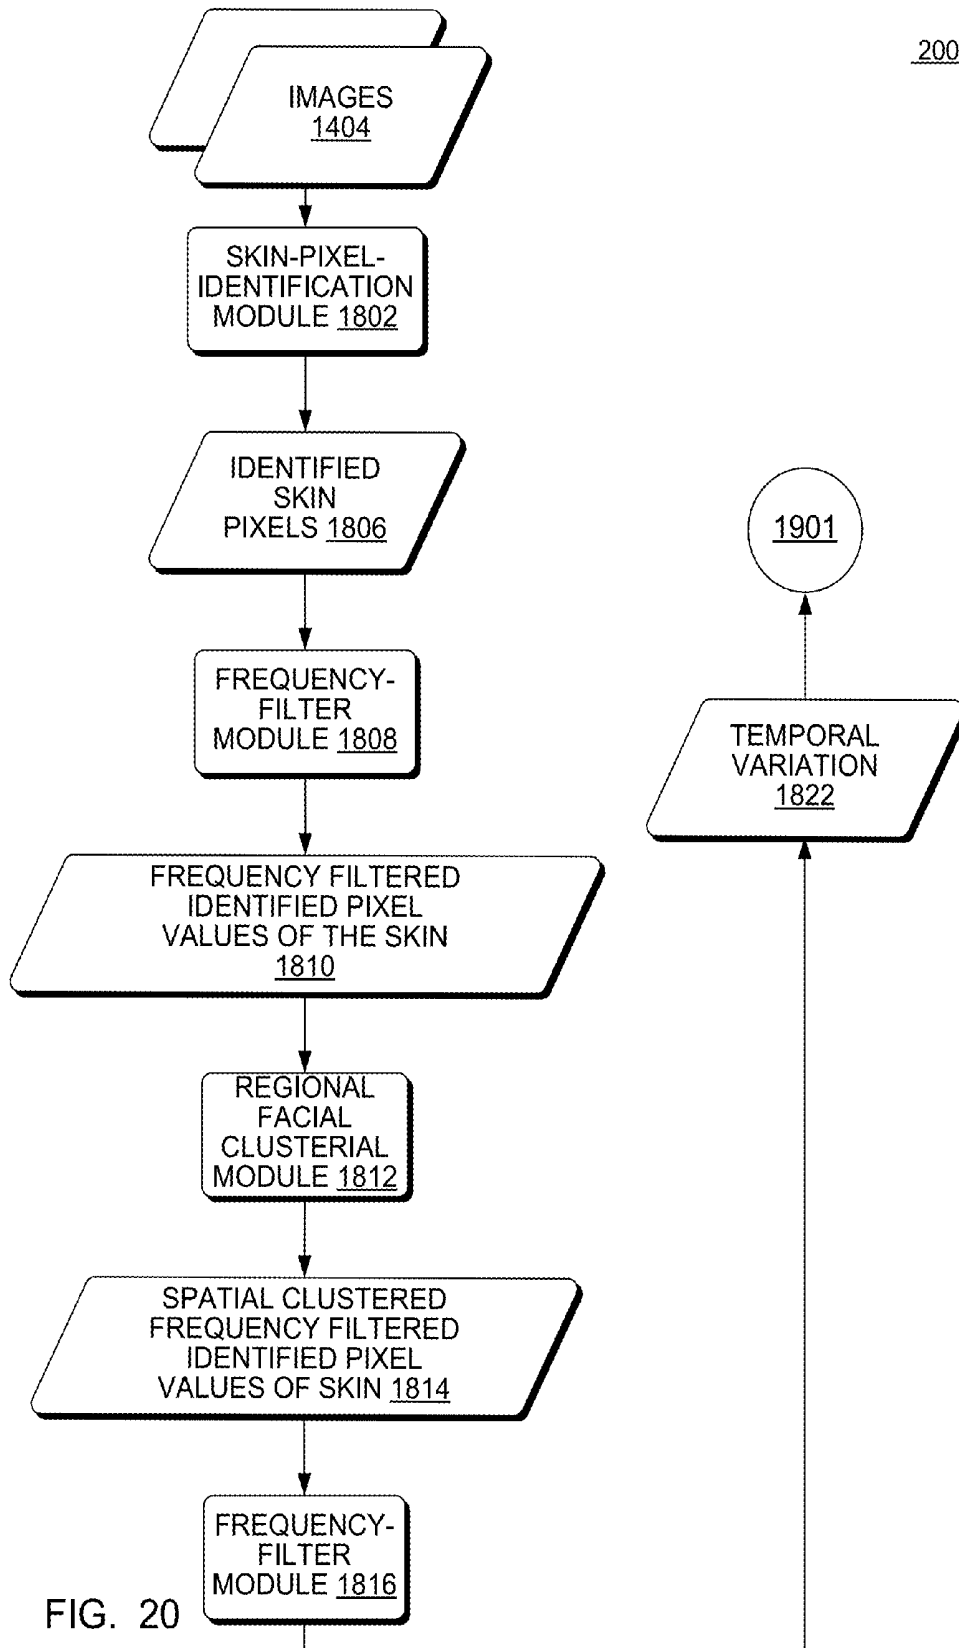 200
IMAGES
1404
SKIN-PIXEL-
IDENTIFICATION
MODULE 1802
IDENTIFIED
SKIN
PIXELS 1806
FREQUENCY-
FILTER
MODULE 1808
FREQUENCY FILTERED
IDENTIFIED PIXEL
VALUES OF THE SKIN
1810
REGIONAL
FACIAL
CLUSTERIAL
MODULE 1812
SPATIAL CLUSTERED
FREQUENCY FILTERED
IDENTIFIED PIXEL
VALUES OF SKIN 1814
FREQUENCY-
FILTER
MODULE 1816
1901
TEMPORAL
VARIATION
1822
FIG. 20